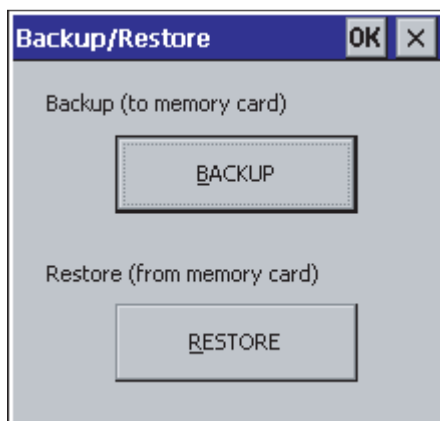 Backup/Restore OK ×
Backup (to memory card)
BACKUP
Restore (from memory card)
RESTORE